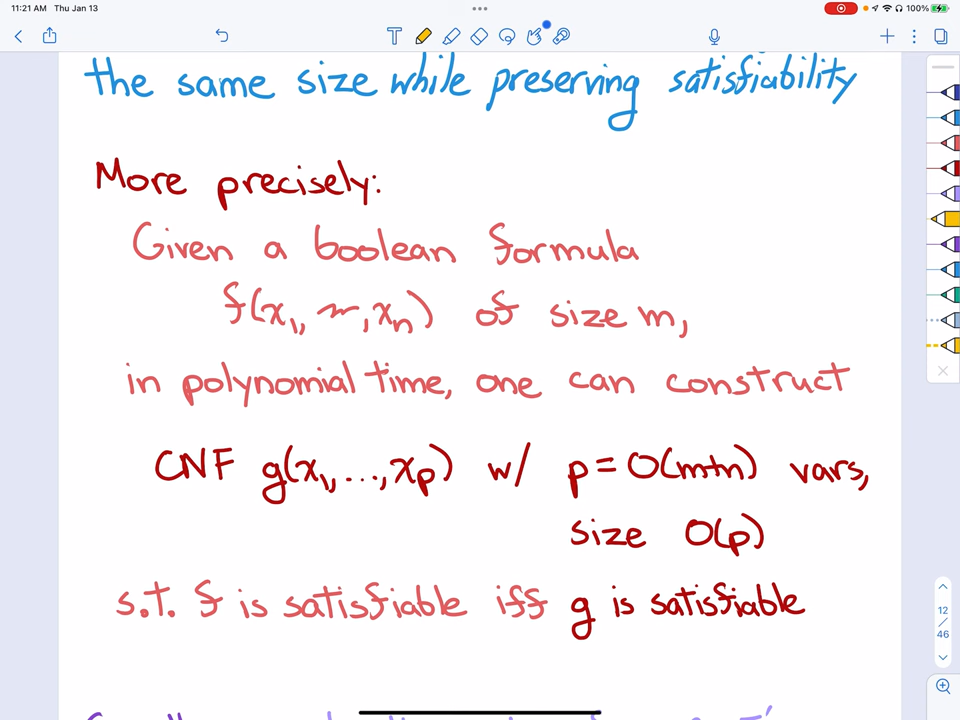 11:21 AM Thu Jan 13
100%
the same size while preserving satisfiability
More precisely:
Given a boolean formula
f(x₁, ~, xₙ) of size m,
in polynomial time, one can construct
CNF g(x₁, ..., xₚ) w/ p = O(m+n) vars,
size O(p)
s.t. f is satisfiable iff g is satisfiable
12
/
46